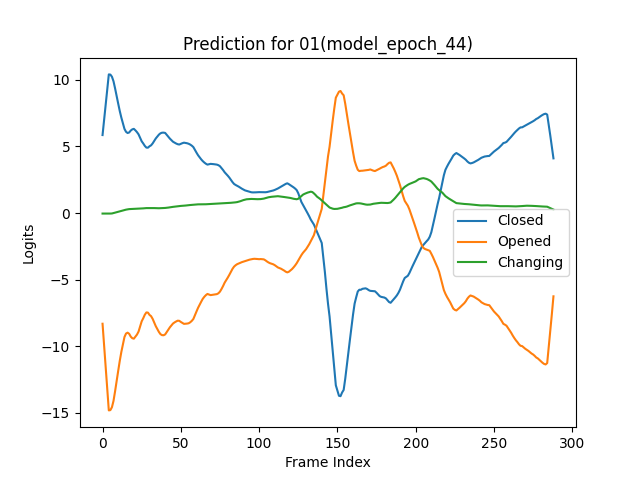 Prediction for 01(model_epoch_44)
10
5
0
−5
−10
−15
Logits
Closed
Opened
Changing
0
50
100
150
200
250
300
Frame Index